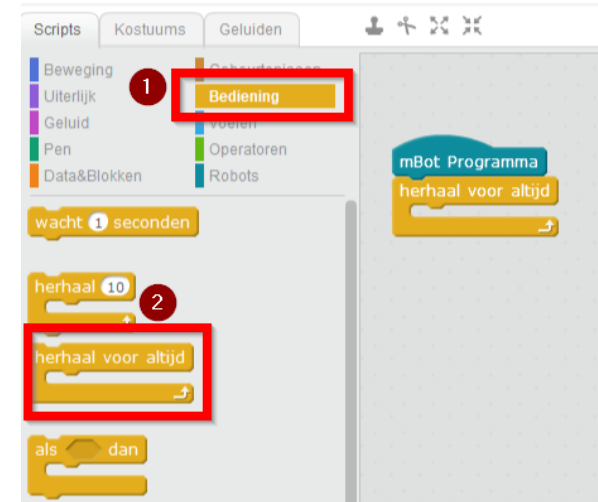 Scripts Kostuums Geluiden
Beweging Gebeurtenissen
1
Uiterlijk Bediening
Geluid Voelen
Pen Operatoren
Data&Blokken Robots
mBot Programma
herhaal voor altijd
wacht 1 seconden
herhaal 10
2
herhaal voor altijd
als dan